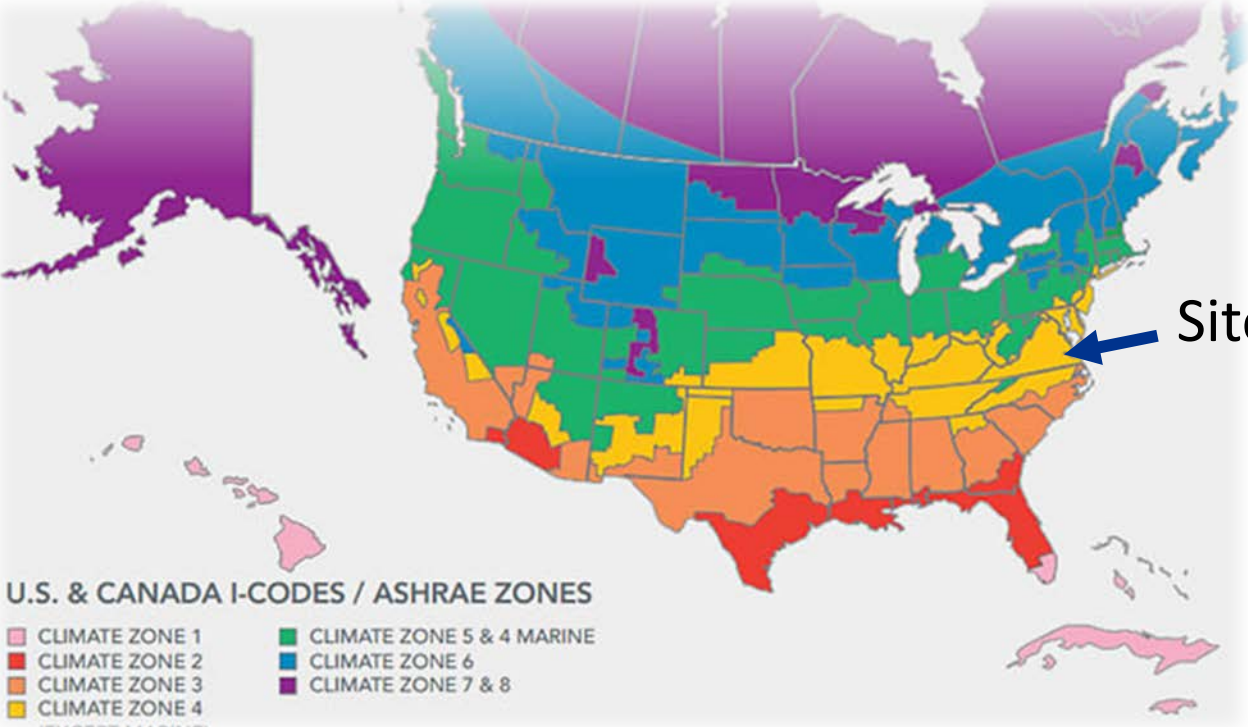 Site
U.S. & CANADA I-CODES / ASHRAE ZONES
CLIMATE ZONE 1
CLIMATE ZONE 2
CLIMATE ZONE 3
CLIMATE ZONE 4
CLIMATE ZONE 5 & 4 MARINE
CLIMATE ZONE 6
CLIMATE ZONE 7 & 8